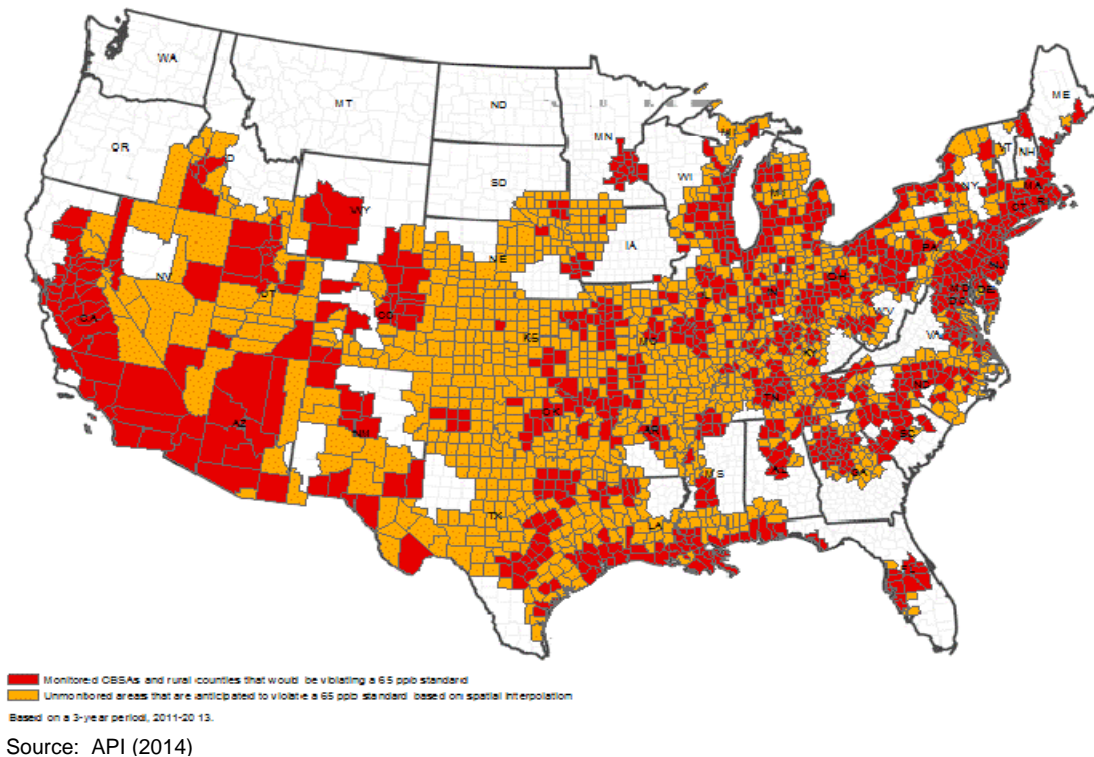 WA
ME
MT
ND
MN
OR
VT
NH
WI
SD
NY
MA
CT
WY
IA
PA
NE
NJ
OH
NV
UT
IL
IN
MD
DE
DC
WV
CA
CO
VA
KS
MO
KY
TN
OK
AZ
NM
AR
SC
MS
AL
GA
TX
LA
FL
Monitored CBSAs and rural counties that would be violating a 65 ppb standard
Unmonitored areas that are anticipated to violate a 65 ppb standard based on spatial interpolation
Based on a 3-year period, 2011-2013.
Source: API (2014)